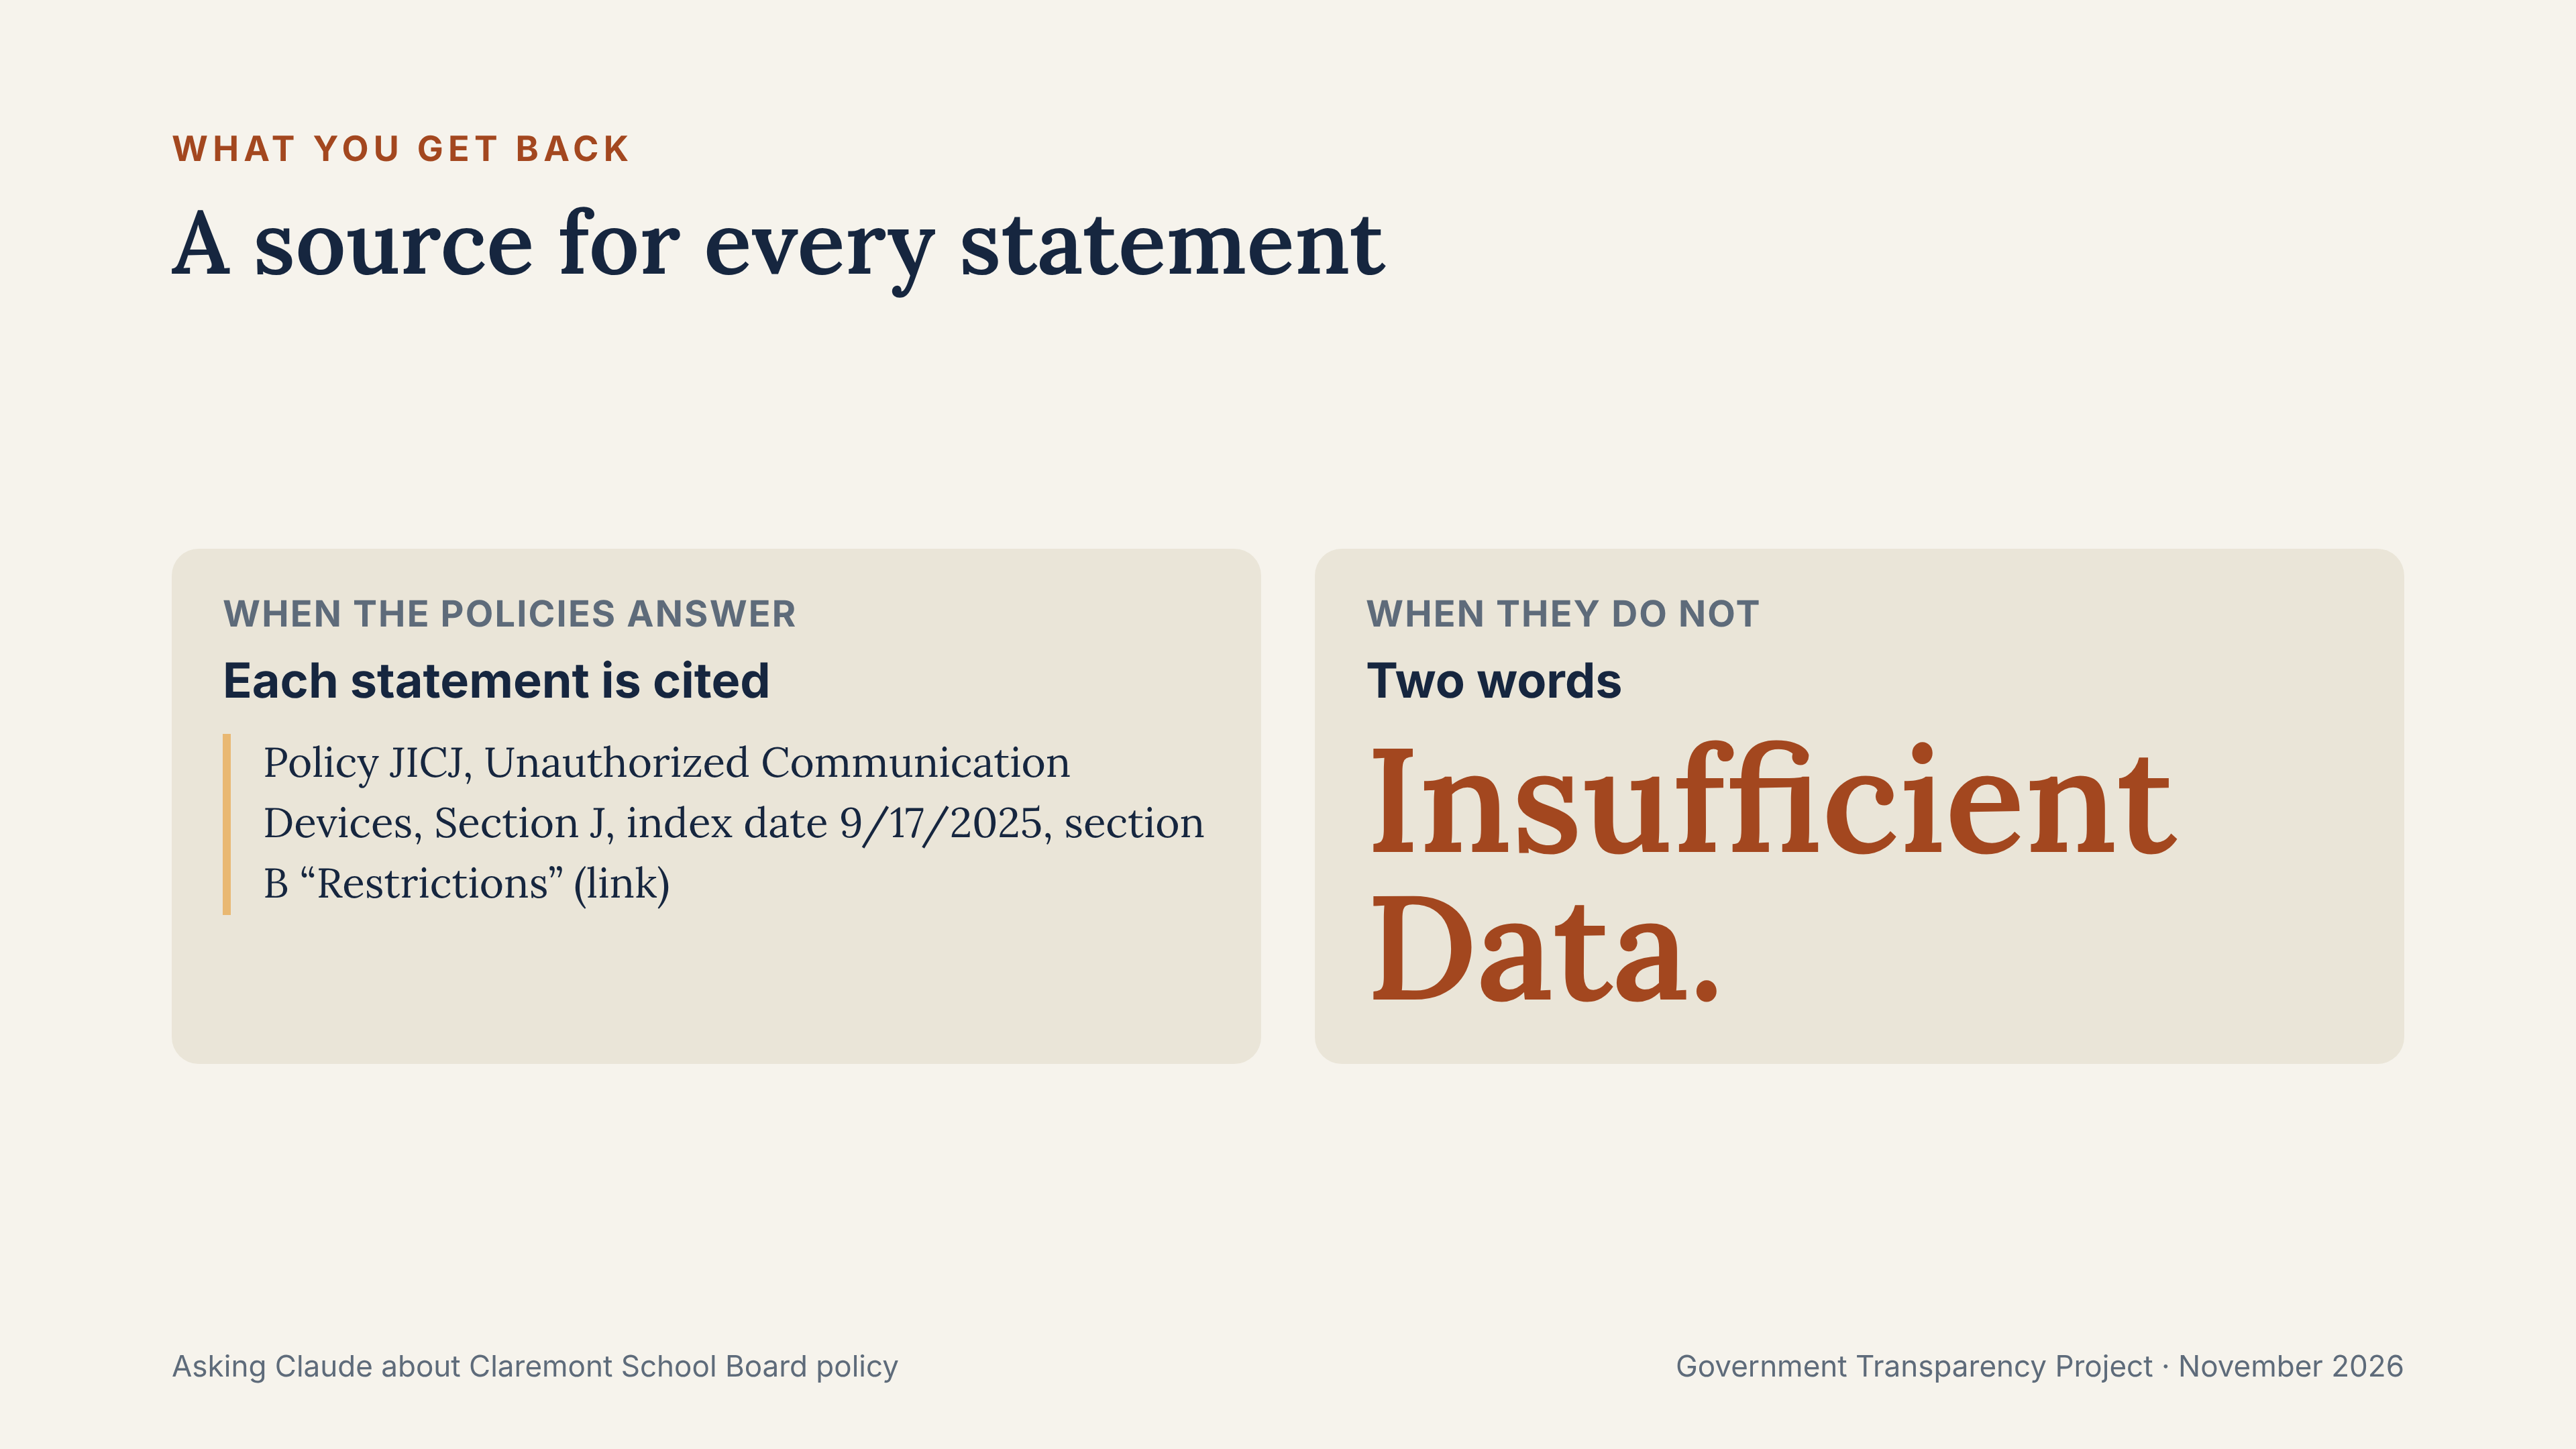 WHAT YOU GET BACK
A source for every statement
WHEN THE POLICIES ANSWER
Each statement is cited
Policy JICJ, Unauthorized Communication
Devices, Section J, index date 9/17/2025, section
B “Restrictions” (link)
WHEN THEY DO NOT
Two words
Insufficient
Data.
Asking Claude about Claremont School Board policy
Government Transparency Project · November 2026